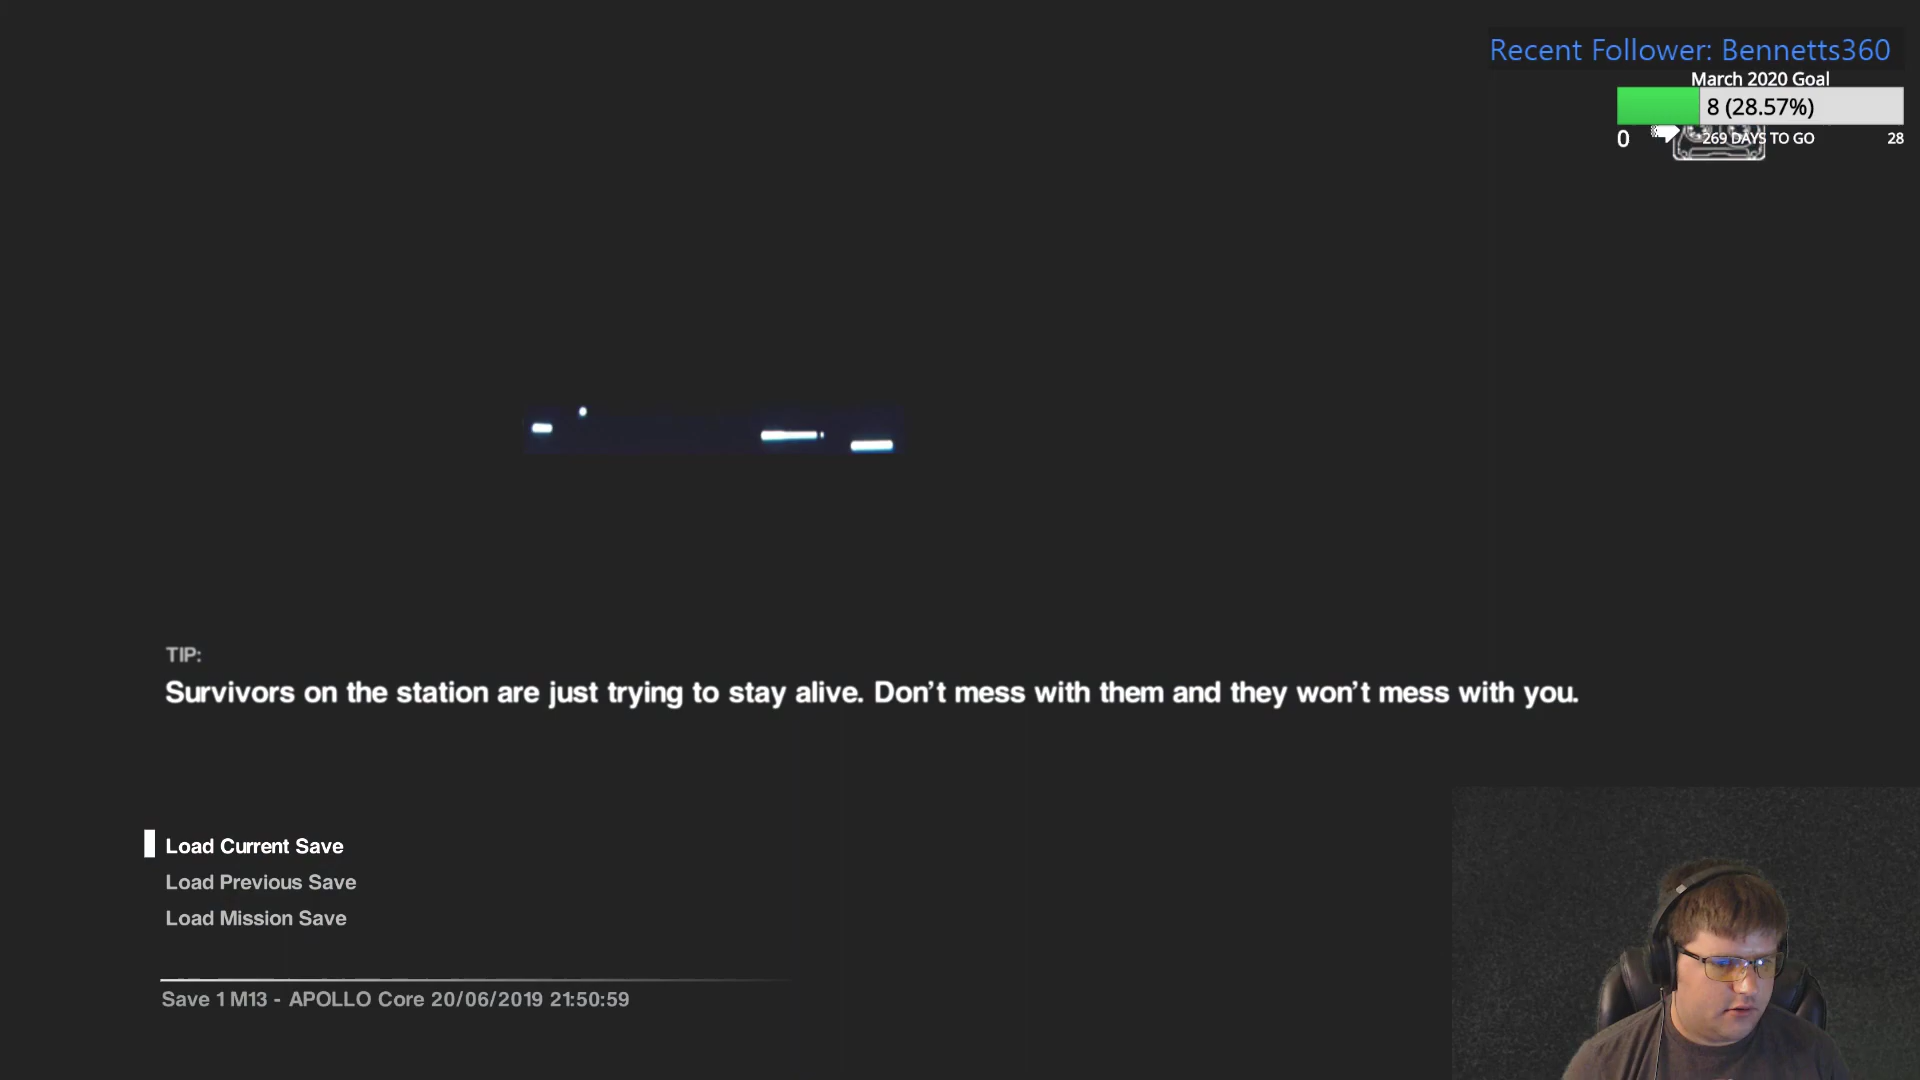 Recent Follower: Bennetts360
March 2020 Goal
8 (28.57%)
0
269 DAYS TO GO
28
TIP:
Survivors on the station are just trying to stay alive. Don’t mess with them and they won’t mess with you.
Load Current Save
Load Previous Save
Load Mission Save
Save 1 M13 - APOLLO Core 20/06/2019 21:50:59